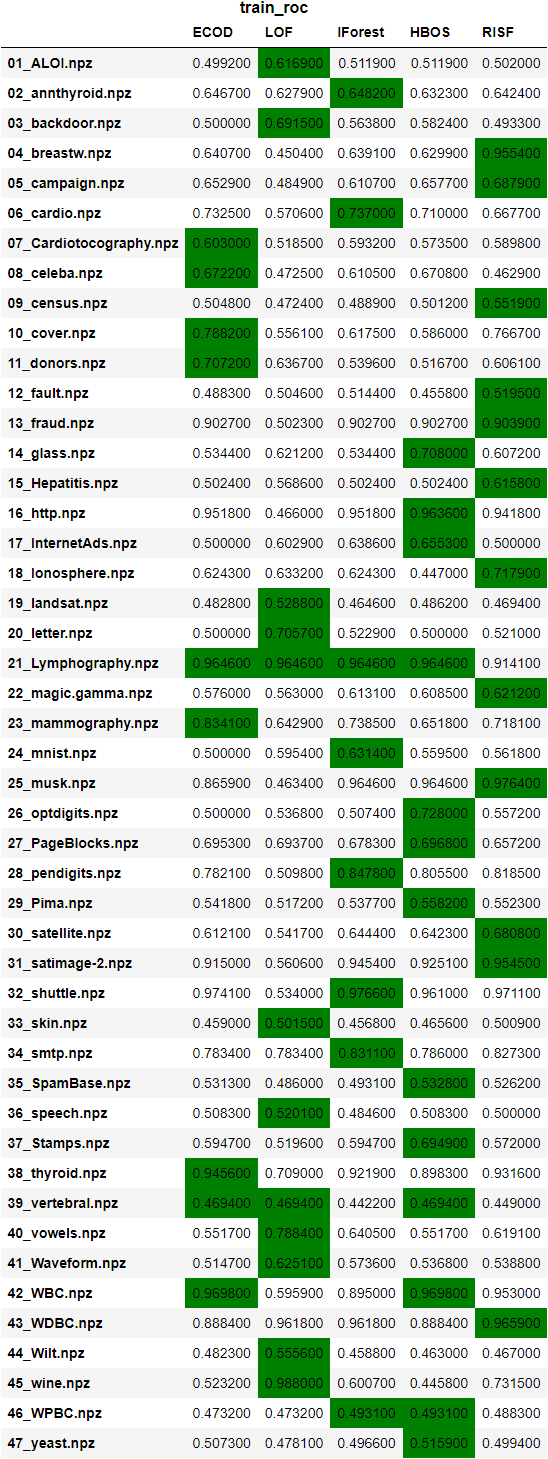 train_roc
ECOD LOF IForest HBOS RISF
01_ALOI.npz 0.499200 0.616900 0.511900 0.511900 0.502000
02_annthyroid.npz 0.646700 0.627900 0.648200 0.632300 0.642400
03_backdoor.npz 0.500000 0.691500 0.563800 0.582400 0.493300
04_breastw.npz 0.640700 0.450400 0.639100 0.629900 0.955400
05_campaign.npz 0.652900 0.484900 0.610700 0.657700 0.687900
06_cardio.npz 0.732500 0.570600 0.737000 0.710000 0.667700
07_Cardiotocography.npz 0.603000 0.518500 0.593200 0.573500 0.589800
08_celeba.npz 0.672200 0.472500 0.610500 0.670800 0.462900
09_census.npz 0.504800 0.472400 0.488900 0.501200 0.551900
10_cover.npz 0.788200 0.556100 0.617500 0.586000 0.766700
11_donors.npz 0.707200 0.636700 0.539600 0.516700 0.606100
12_fault.npz 0.488300 0.504600 0.514400 0.455800 0.519500
13_fraud.npz 0.902700 0.502300 0.902700 0.902700 0.903900
14_glass.npz 0.534400 0.621200 0.534400 0.708000 0.607200
15_Hepatitis.npz 0.502400 0.568600 0.502400 0.502400 0.615800
16_http.npz 0.951800 0.466000 0.951800 0.963600 0.941800
17_InternetAds.npz 0.500000 0.602900 0.638600 0.655300 0.500000
18_Ionosphere.npz 0.624300 0.633200 0.624300 0.447000 0.717900
19_landsat.npz 0.482800 0.528800 0.464600 0.486200 0.469400
20_letter.npz 0.500000 0.705700 0.522900 0.500000 0.521000
21_Lymphography.npz 0.964600 0.964600 0.964600 0.964600 0.914100
22_magic.gamma.npz 0.576000 0.563000 0.613100 0.608500 0.621200
23_mammography.npz 0.834100 0.642900 0.738500 0.651800 0.718100
24_mnist.npz 0.500000 0.595400 0.631400 0.559500 0.561800
25_musk.npz 0.865900 0.463400 0.964600 0.964600 0.976400
26_optdigits.npz 0.500000 0.536800 0.507400 0.728000 0.557200
27_PageBlocks.npz 0.695300 0.693700 0.678300 0.696800 0.657200
28_pendigits.npz 0.782100 0.509800 0.847800 0.805500 0.818500
29_Pima.npz 0.541800 0.517200 0.537700 0.558200 0.552300
30_satellite.npz 0.612100 0.541700 0.644400 0.642300 0.680800
31_satimage-2.npz 0.915000 0.560600 0.945400 0.925100 0.954500
32_shuttle.npz 0.974100 0.534000 0.976600 0.961000 0.971100
33_skin.npz 0.459000 0.501500 0.456800 0.465600 0.500900
34_smtp.npz 0.783400 0.783400 0.831100 0.786000 0.827300
35_SpamBase.npz 0.531300 0.486000 0.493100 0.532800 0.526200
36_speech.npz 0.508300 0.520100 0.484600 0.508300 0.500000
37_Stamps.npz 0.594700 0.519600 0.594700 0.694900 0.572000
38_thyroid.npz 0.945600 0.709000 0.921900 0.898300 0.931600
39_vertebral.npz 0.469400 0.469400 0.442200 0.469400 0.449000
40_vowels.npz 0.551700 0.788400 0.640500 0.551700 0.619100
41_Waveform.npz 0.514700 0.625100 0.573600 0.536800 0.538800
42_WBC.npz 0.969800 0.595900 0.895000 0.969800 0.953000
43_WDBC.npz 0.888400 0.961800 0.961800 0.888400 0.965900
44_Wilt.npz 0.482300 0.555600 0.458800 0.463000 0.467000
45_wine.npz 0.523200 0.988000 0.600700 0.445800 0.731500
46_WPBC.npz 0.473200 0.473200 0.493100 0.493100 0.488300
47_yeast.npz 0.507300 0.478100 0.496600 0.515900 0.499400